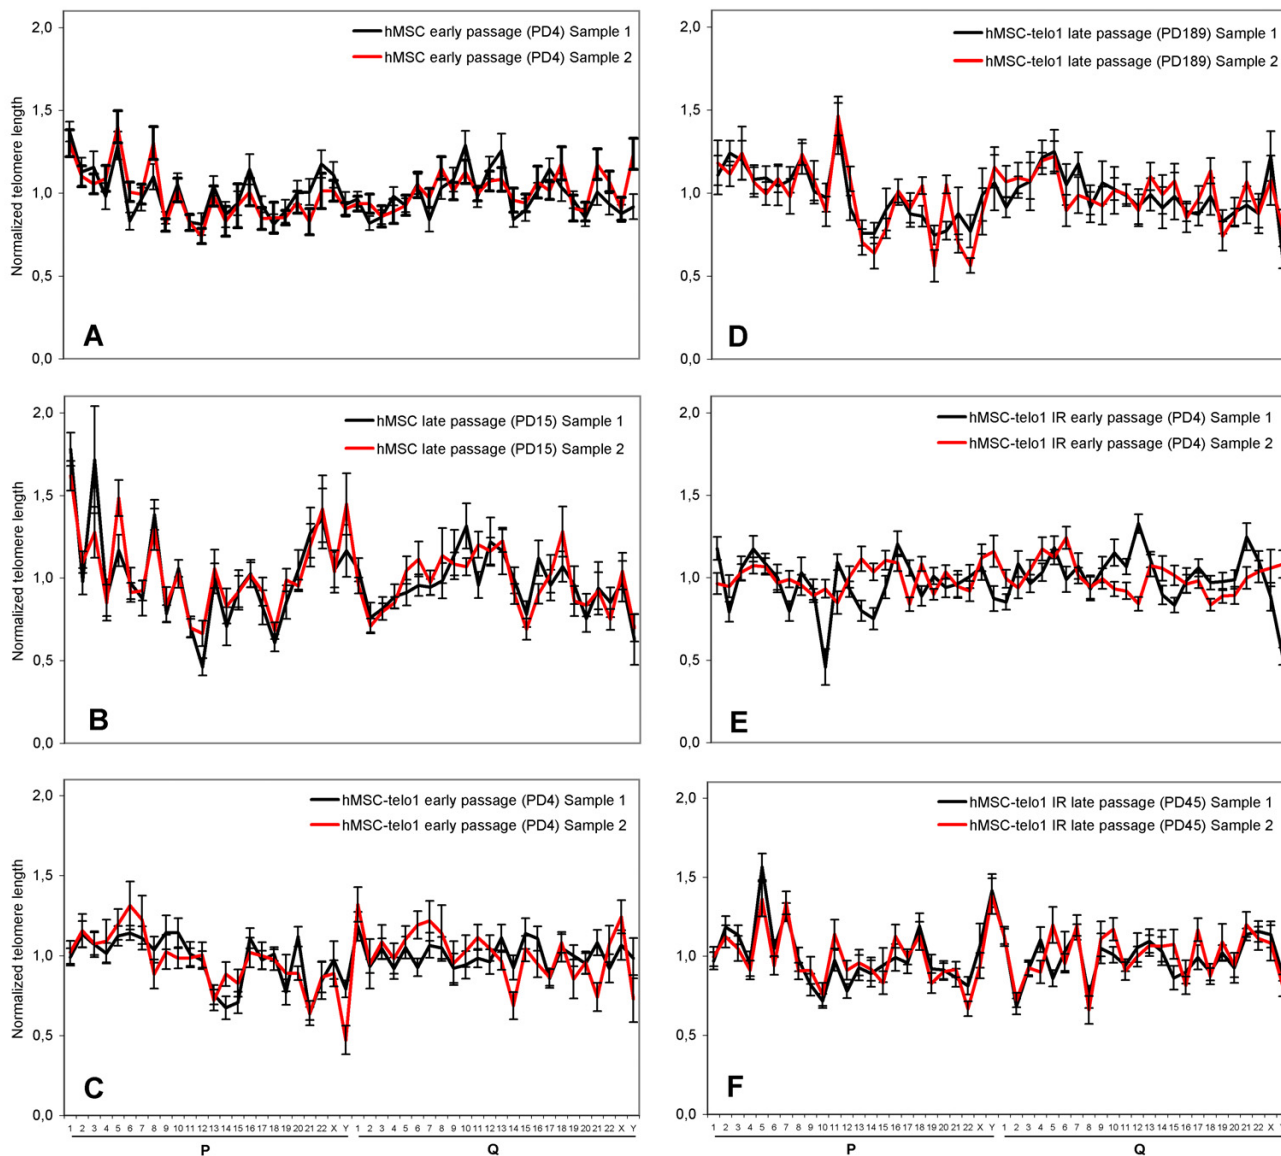 Normalized telomere length
2,0
1,5
1,0
0,5
0,0
hMSC early passage (PD4) Sample 1
hMSC early passage (PD4) Sample 2
A
2,0
1,5
1,0
0,5
0,0
hMSC-telo1 late passage (PD189) Sample 1
hMSC-telo1 late passage (PD189) Sample 2
D
Normalized telomere length
2,0
1,5
1,0
0,5
0,0
hMSC late passage (PD15) Sample 1
hMSC late passage (PD15) Sample 2
B
2,0
1,5
1,0
0,5
0,0
hMSC-telo1 IR early passage (PD4) Sample 1
hMSC-telo1 IR early passage (PD4) Sample 2
E
Normalized telomere length
2,0
1,5
1,0
0,5
0,0
hMSC-telo1 early passage (PD4) Sample 1
hMSC-telo1 early passage (PD4) Sample 2
C
1 2 3 4 5 6 7 8 9 10 11 12 13 14 15 16 17 18 19 20 21 22 X Y 1 2 3 4 5 6 7 8 9 10 11 12 13 14 15 16 17 18 19 20 21 22 X Y
P Q
2,0
1,5
1,0
0,5
0,0
hMSC-telo1 IR late passage (PD45) Sample 1
hMSC-telo1 IR late passage (PD45) Sample 2
F
1 2 3 4 5 6 7 8 9 10 11 12 13 14 15 16 17 18 19 20 21 22 X Y 1 2 3 4 5 6 7 8 9 10 11 12 13 14 15 16 17 18 19 20 21 22 X
P Q